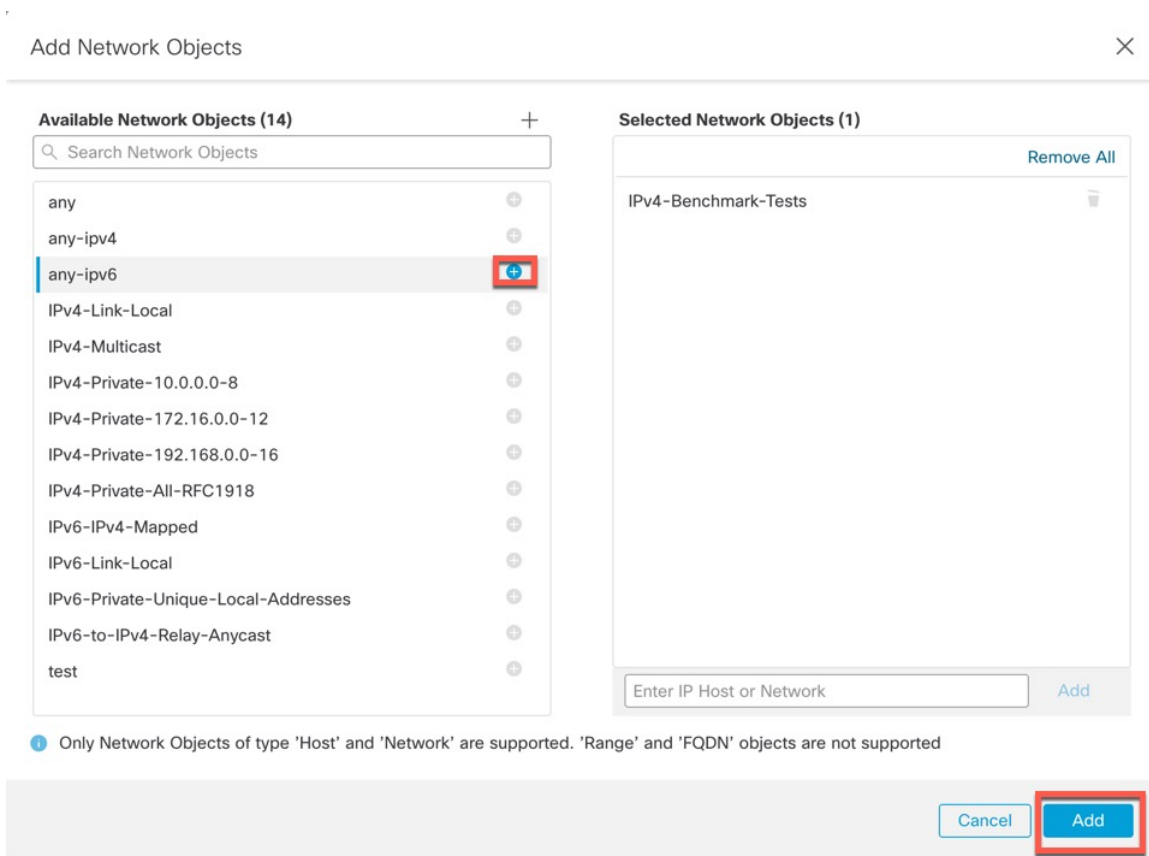 Add Network Objects
Available Network Objects (14)
Search Network Objects
any
any-ipv4
any-ipv6
IPv4-Link-Local
IPv4-Multicast
IPv4-Private-10.0.0.0-8
IPv4-Private-172.16.0.0-12
IPv4-Private-192.168.0.0-16
IPv4-Private-All-RFC1918
IPv6-IPv4-Mapped
IPv6-Link-Local
IPv6-Private-Unique-Local-Addresses
IPv6-to-IPv4-Relay-Anycast
test
Selected Network Objects (1)
Remove All
IPv4-Benchmark-Tests
Enter IP Host or Network Add
Only Network Objects of type 'Host' and 'Network' are supported. 'Range' and 'FQDN' objects are not supported
Cancel Add